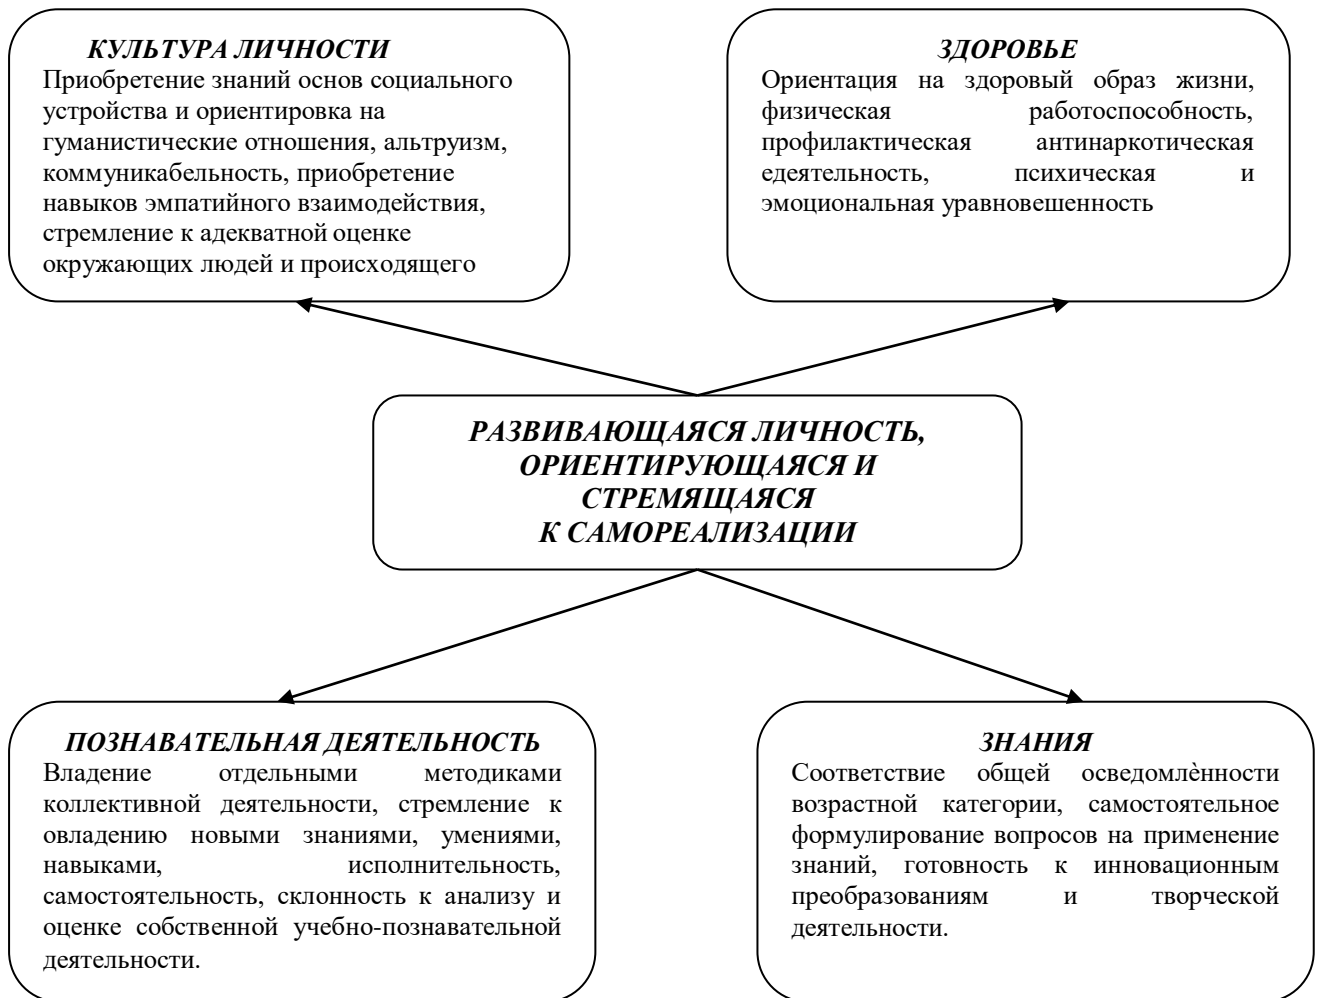 КУЛЬТУРА ЛИЧНОСТИ
Приобретение знаний основ социального
устройства и ориентировка на
гуманистические отношения, альтруизм,
коммуникабельность, приобретение
навыков эмпатийного взаимодействия,
стремление к адекватной оценке
окружающих людей и происходящего
ЗДОРОВЬЕ
Ориентация на здоровый образ жизни,
физическая работоспособность,
профилактическая антинаркотическая
едеятельность, психическая и
эмоциональная уравновешенность
РАЗВИВАЮЩАЯСЯ ЛИЧНОСТЬ,
ОРИЕНТИРУЮЩАЯСЯ И
СТРЕМЯЩАЯСЯ
К САМОРЕАЛИЗАЦИИ
ПОЗНАВАТЕЛЬНАЯ ДЕЯТЕЛЬНОСТЬ
Владение отдельными методиками
коллективной деятельности, стремление к
овладению новыми знаниями, умениями,
навыками, исполнительность,
самостоятельность, склонность к анализу и
оценке собственной учебно-познавательной
деятельности.
ЗНАНИЯ
Соответствие общей осведомлѐнности
возрастной категории, самостоятельное
формулирование вопросов на применение
знаний, готовность к инновационным
преобразованиям и творческой
деятельности.